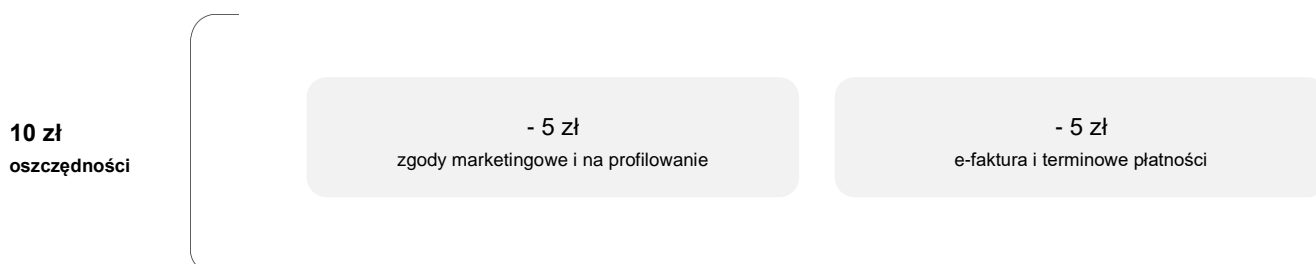 10 zł
oszczędności
- 5 zł
zgody marketingowe i na profilowanie
- 5 zł
e-faktura i terminowe płatności